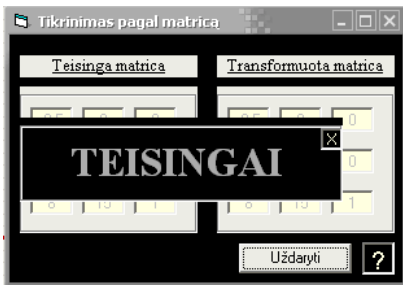 Tikrinimas pagal matricą
Teisinga matrica Transformuota matrica
0
TEISINGAI X
0
8 15 1 8 15 1
Uždaryti ?